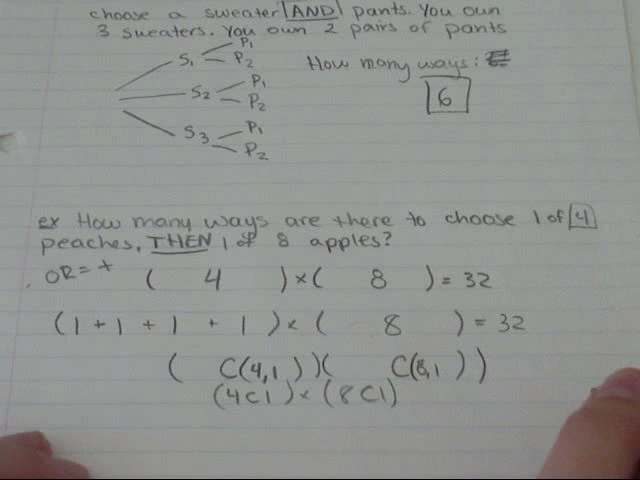 choose a sweater AND pants. You own
3 sweaters. You own 2 pairs of pants
S1 P1
P2
S2 P1
P2
S3 P1
P2
How many ways:
6
ex How many ways are there to choose 1 of 4
peaches, THEN 1 of 8 apples?
OR = + ( 4 ) × ( 8 ) = 32
(1 + 1 + 1 + 1 ) × ( 8 ) = 32
( C(4,1 ))( C(8,1 ))
(4C1) × (8C1)